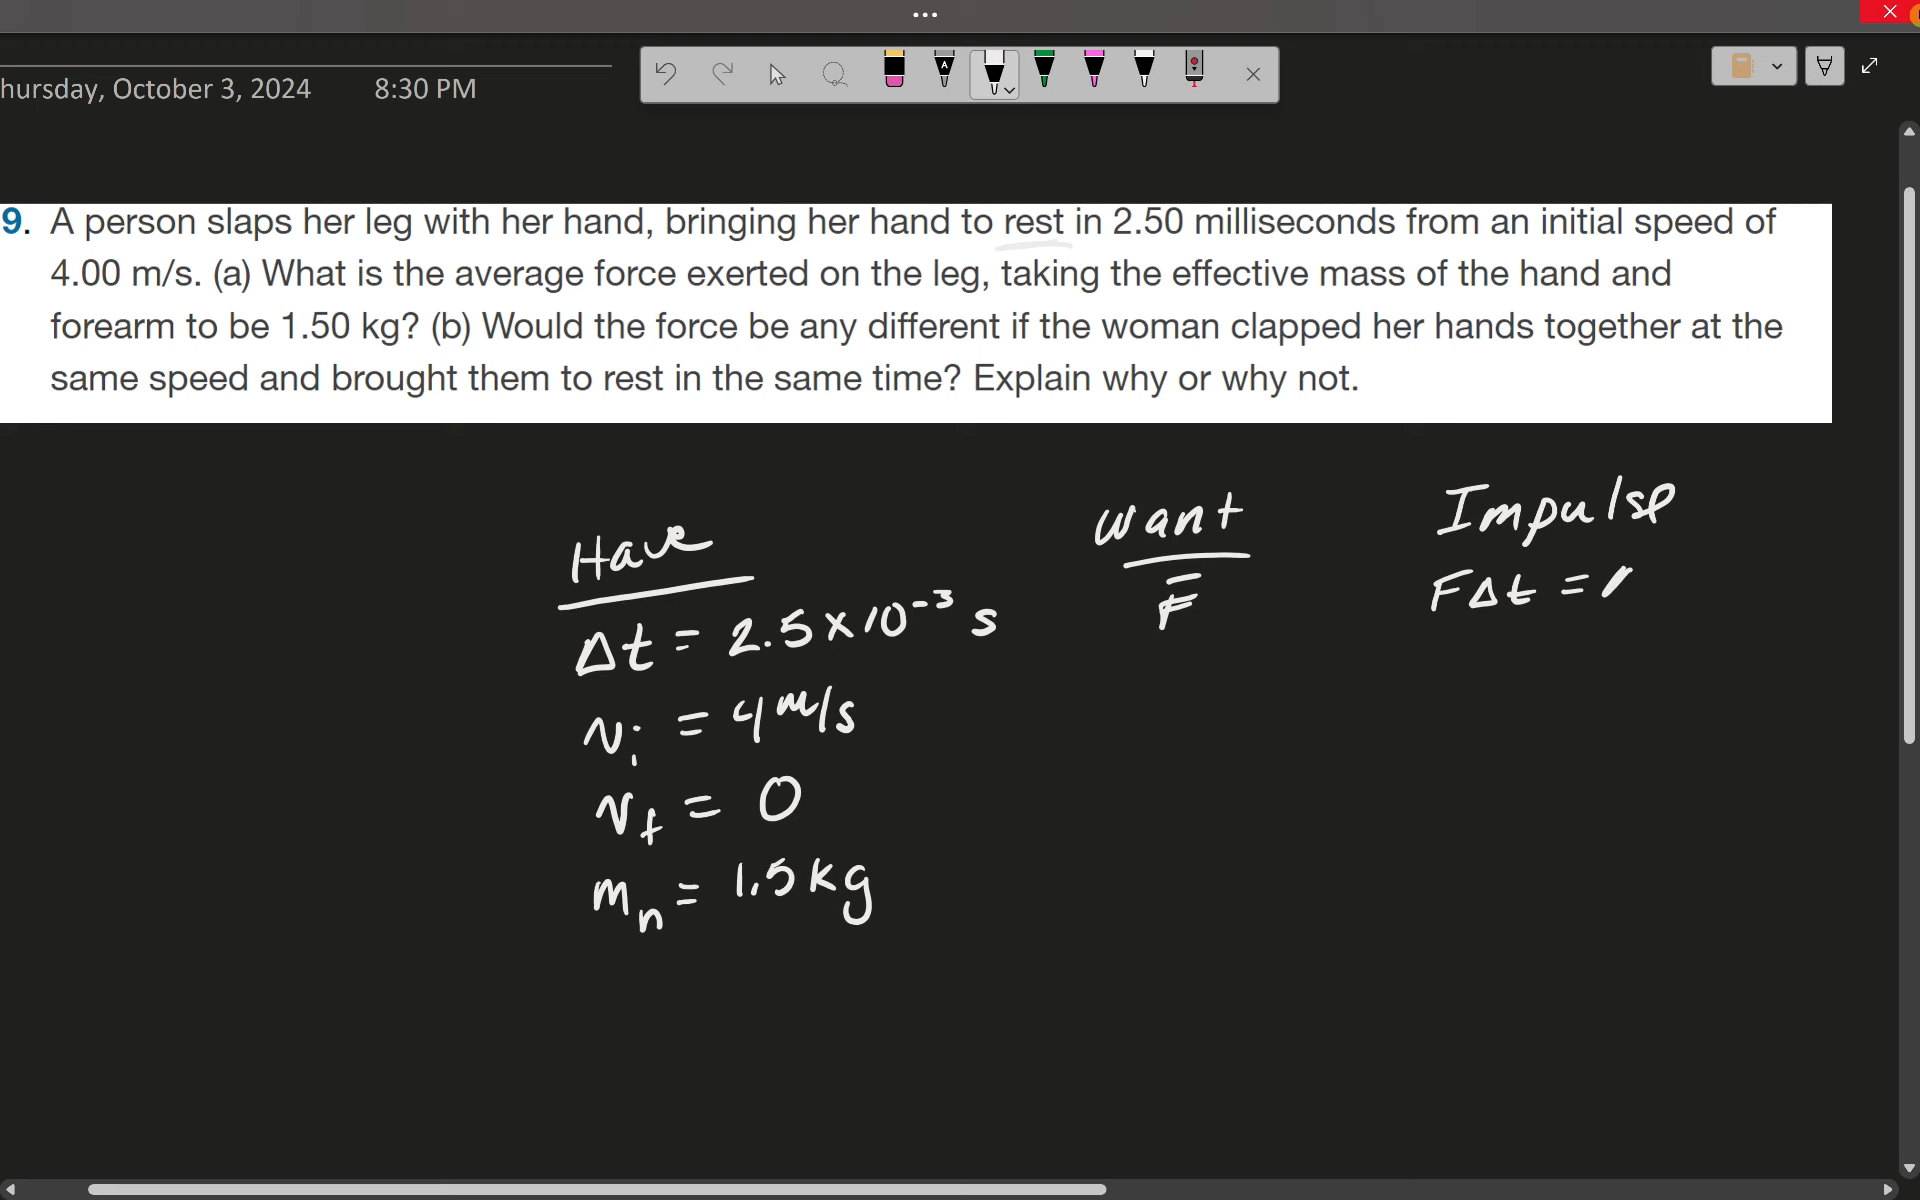 hursday, October 3, 2024 8:30 PM
9. A person slaps her leg with her hand, bringing her hand to rest in 2.50 milliseconds from an initial speed of
4.00 m/s. (a) What is the average force exerted on the leg, taking the effective mass of the hand and
forearm to be 1.50 kg? (b) Would the force be any different if the woman clapped her hands together at the
same speed and brought them to rest in the same time? Explain why or why not.
Have
Δt = 2.5 x 10⁻³ s
vᵢ = 4 m/s
v_f = 0
m_h = 1.5 kg
Want
F̅
Impulse
FΔt =